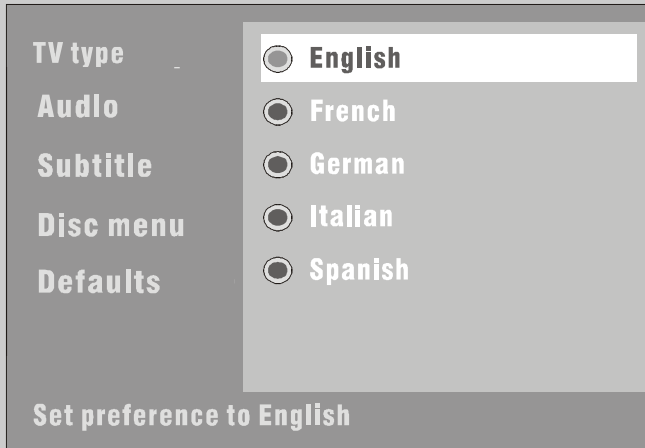 TV type
Audlo
Subtitle
Disc menu
Defaults
English
French
German
Italian
Spanish
Set preference to English